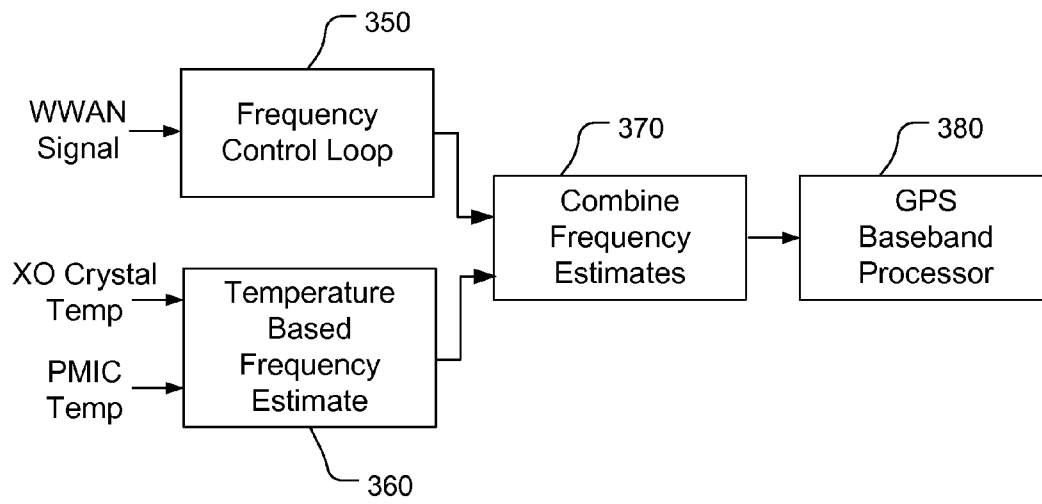 350
WWAN
Signal
Frequency
Control Loop
370
380
Combine
Frequency
Estimates
GPS
Baseband
Processor
XO Crystal
Temp
PMIC
Temp
Temperature
Based
Frequency
Estimate
360